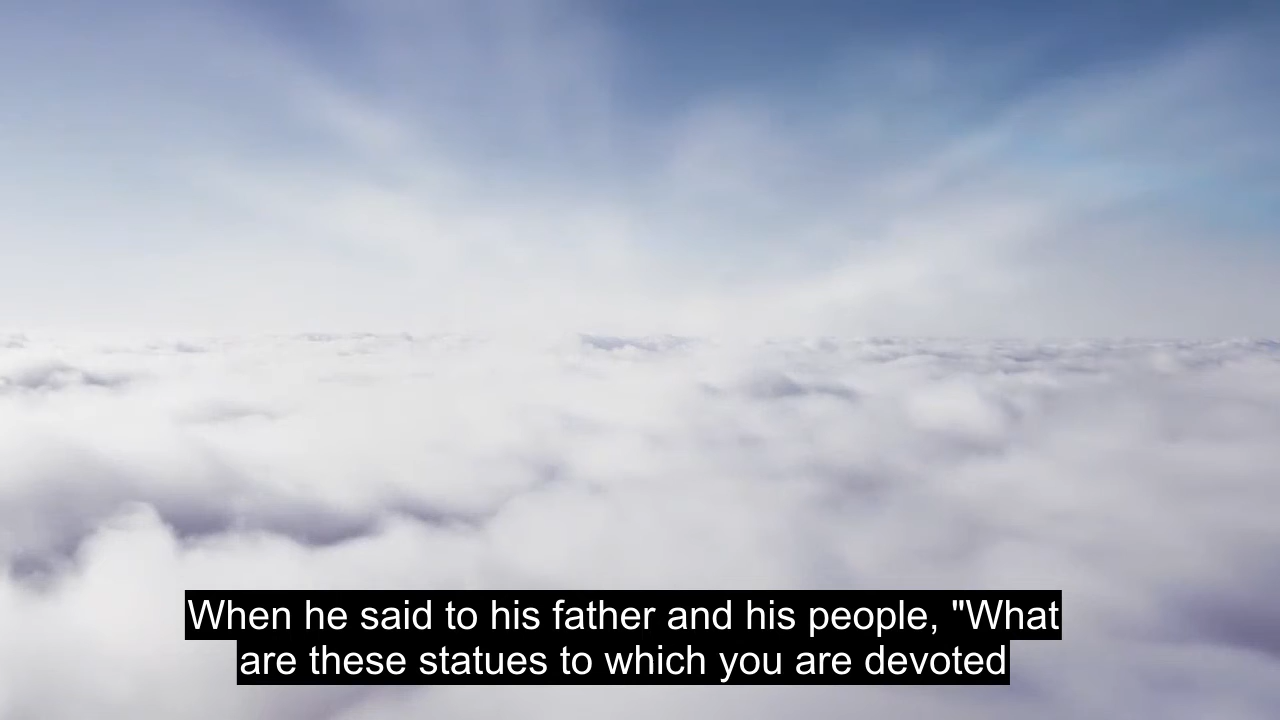 When he said to his father and his people, "What
are these statues to which you are devoted